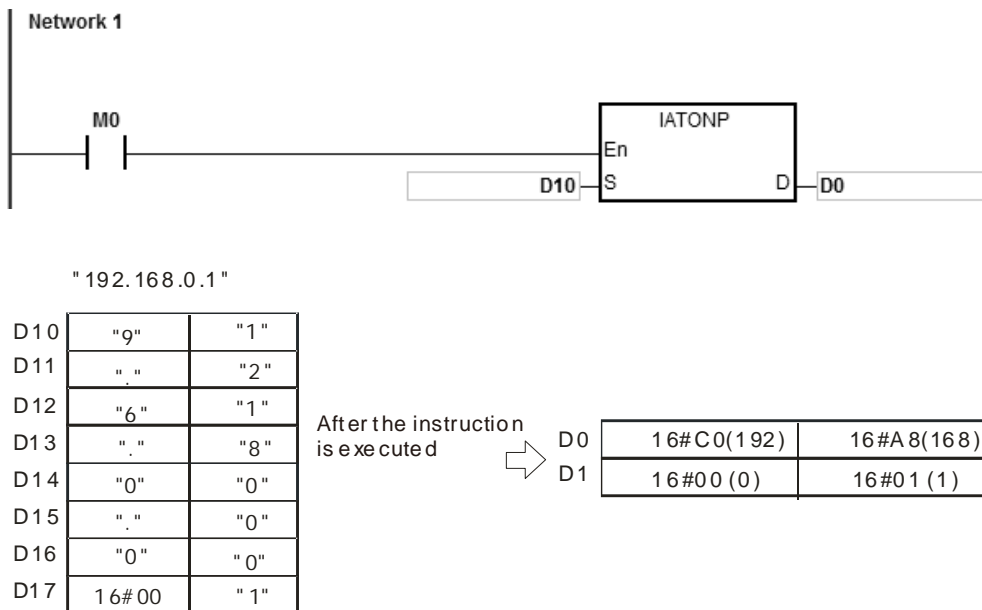 Network 1
M0
IATONP
En
D10 S D D0
"192.168.0.1"
D10 "9" "1"
D11 "." "2"
D12 "6" "1"
D13 "." "8"
D14 "0" "0"
D15 "." "0"
D16 "0" "0"
D17 16#00 "1"
After the instruction
is executed
D0 16#C0(192) 16#A8(168)
D1 16#00 (0) 16#01 (1)